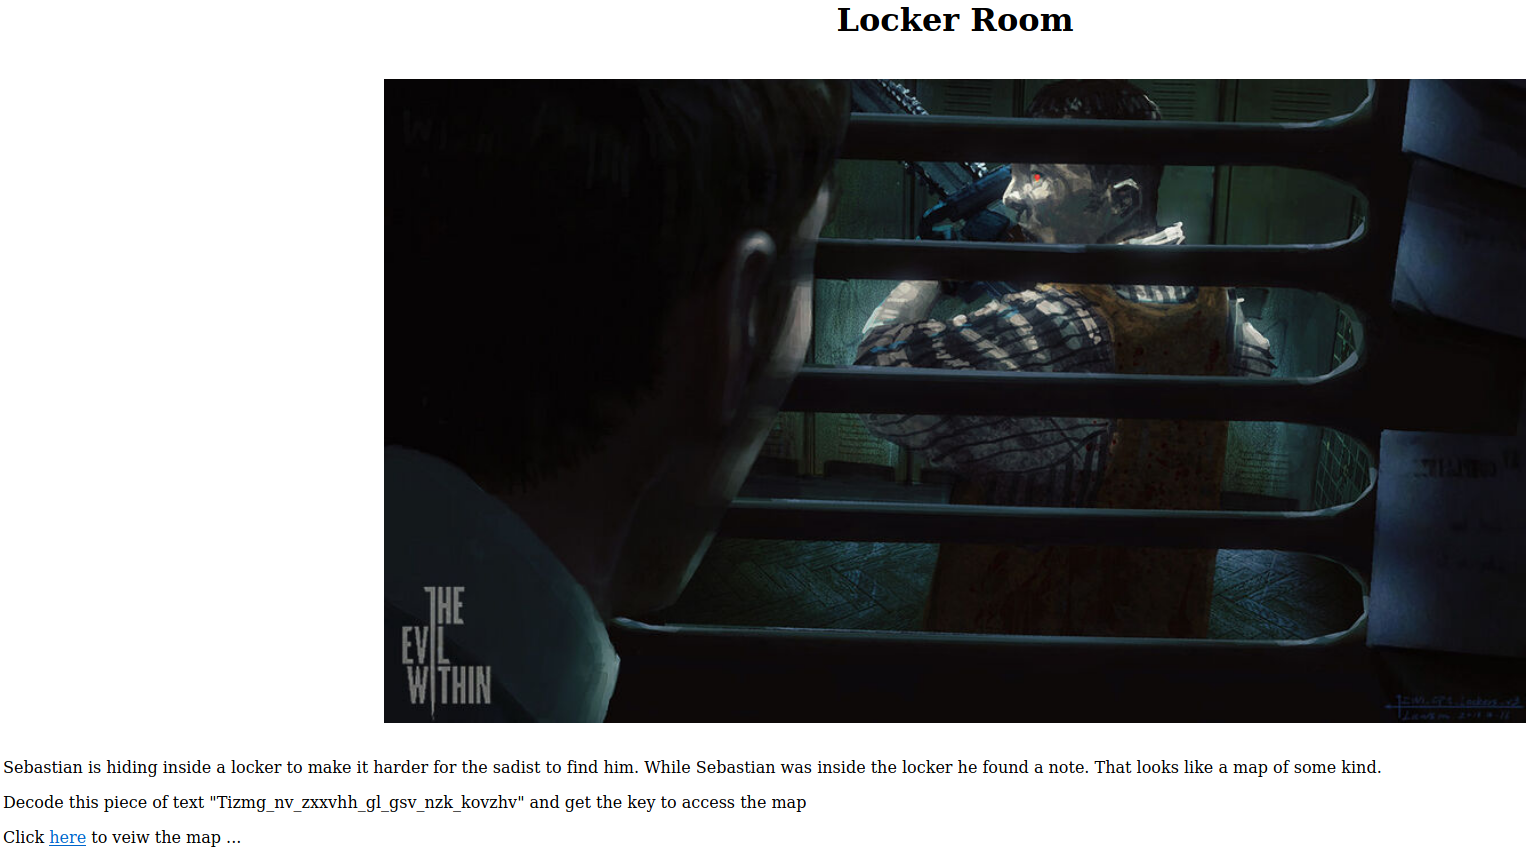 Locker Room
THE
EVIL
WITHIN
Sebastian is hiding inside a locker to make it harder for the sadist to find him. While Sebastian was inside the locker he found a note. That looks like a map of some kind.
Decode this piece of text "Tizmg_nv_zxxvhh_gl_gsv_nzk_kovzhv" and get the key to access the map
Click here to veiw the map ...